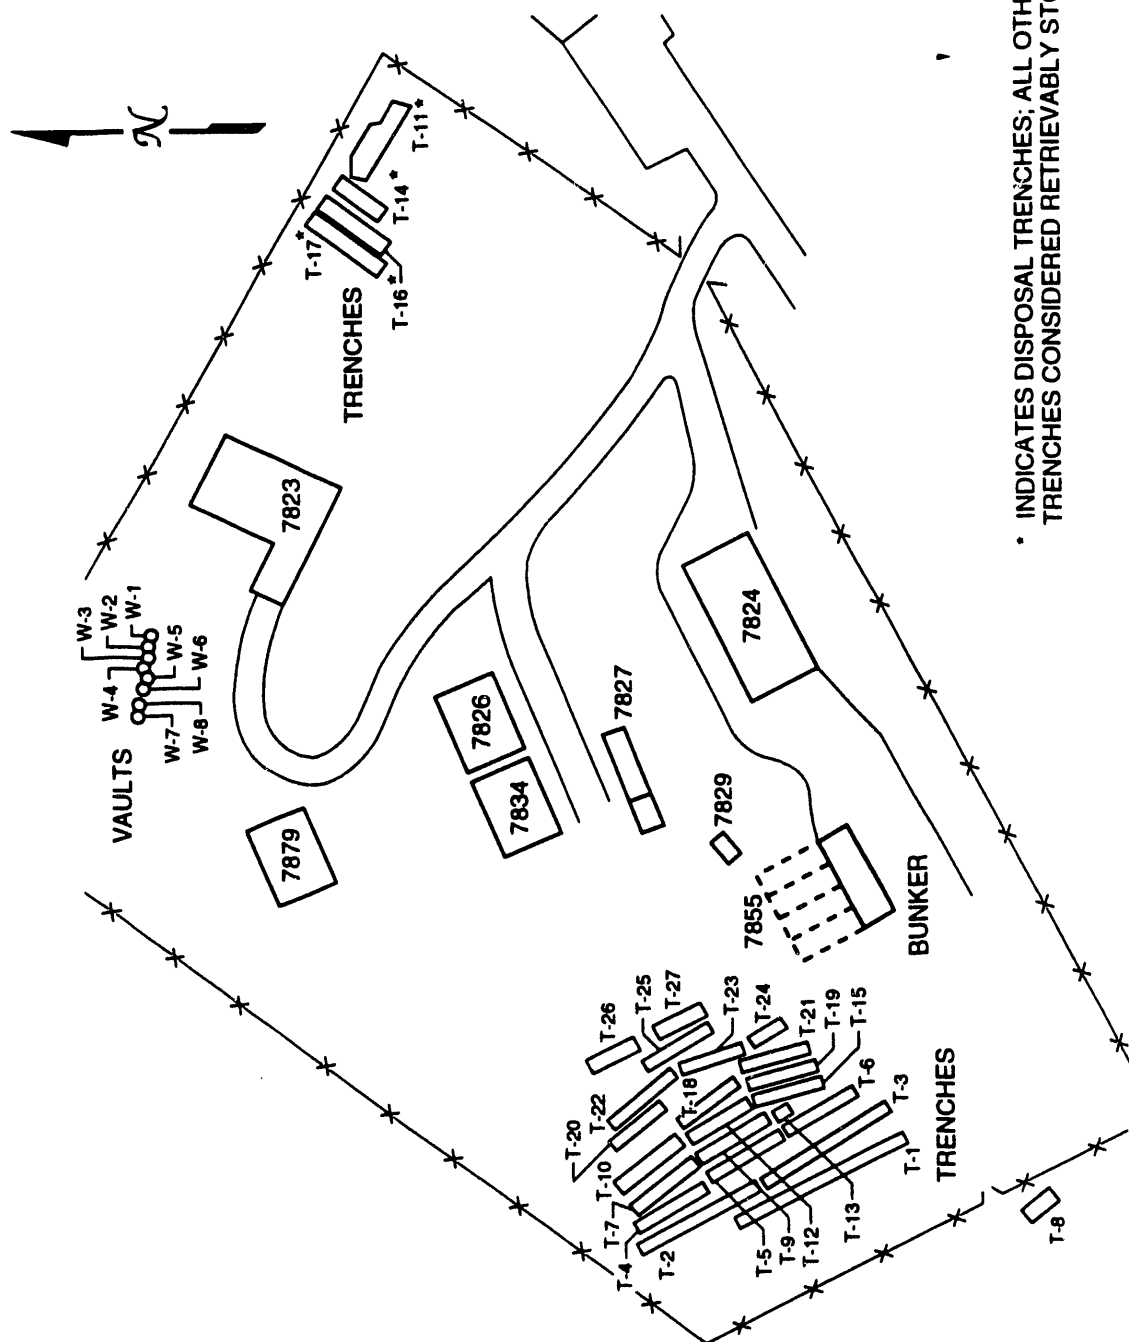 N
VAULTS
W-4
W-3
W-2
W-1
W-7
W-8
W-6
W-5
7879
7823
TRENCHES
T-17*
T-16*
T-14*
T-11*
7834
7826
7827
7829
7824
7855
BUNKER
T-26
T-25
T-27
T-23
T-24
T-21
T-19
T-15
T-6
T-3
T-1
T-18
T-22
T-20
T-10
T-7
T-4
T-2
T-5
T-9
T-12
T-13
T-8
TRENCHES
* INDICATES DISPOSAL TRENCHES; ALL
TRENCHES CONSIDERED RETRIEVABLY